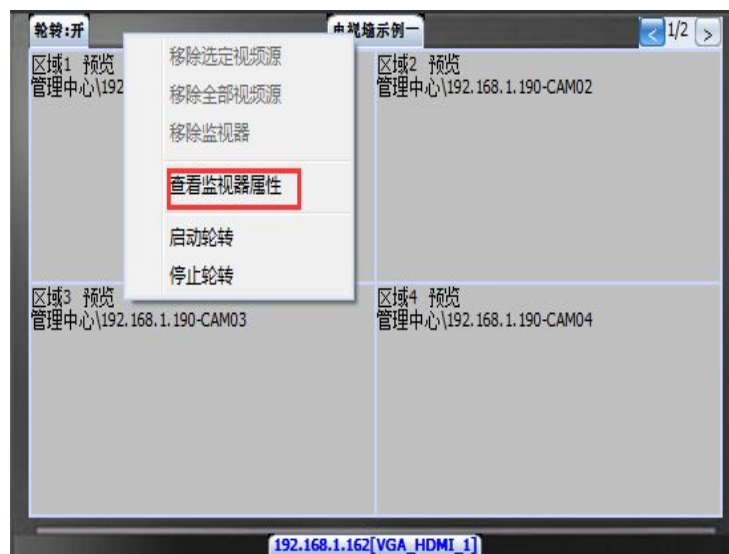 轮转:开
电视墙示例一
< 1/2 >
区域1 预览
管理中心\192
区域2 预览
管理中心\192.168.1.190-CAM02
移除选定视频源
移除全部视频源
移除监视器
查看监视器属性
启动轮转
停止轮转
区域3 预览
管理中心\192.168.1.190-CAM03
区域4 预览
管理中心\192.168.1.190-CAM04
192.168.1.162[VGA_HDMI_1]